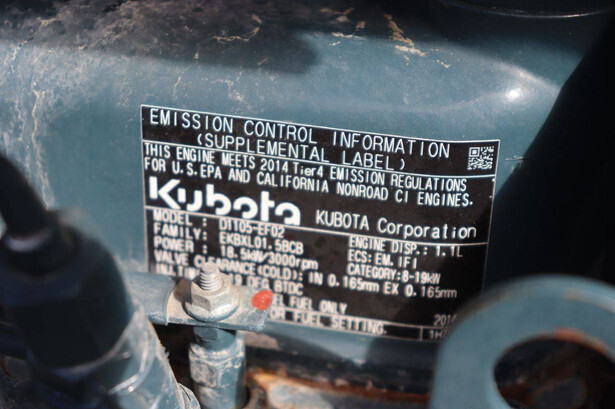 EMISSION CONTROL INFORMATION
(SUPPLEMENTAL LABEL)
THIS ENGINE MEETS 2014 Tier4 EMISSION REGULATIONS
FOR U.S.EPA AND CALIFORNIA NONROAD CI ENGINES.
Kubota KUBOTA Corporation
MODEL : D1105-EF02
FAMILY: EKBXL01.5BCB ENGINE DISP.: 1.1L
POWER : 18.5kW/3000rpm ECS: EM, IFI
CATEGORY:8-19kW
VALVE CLEARANCE(COLD): IN 0.165mm EX 0.165mm
DEG BTDC
FUEL ONLY
FUEL SETTING.